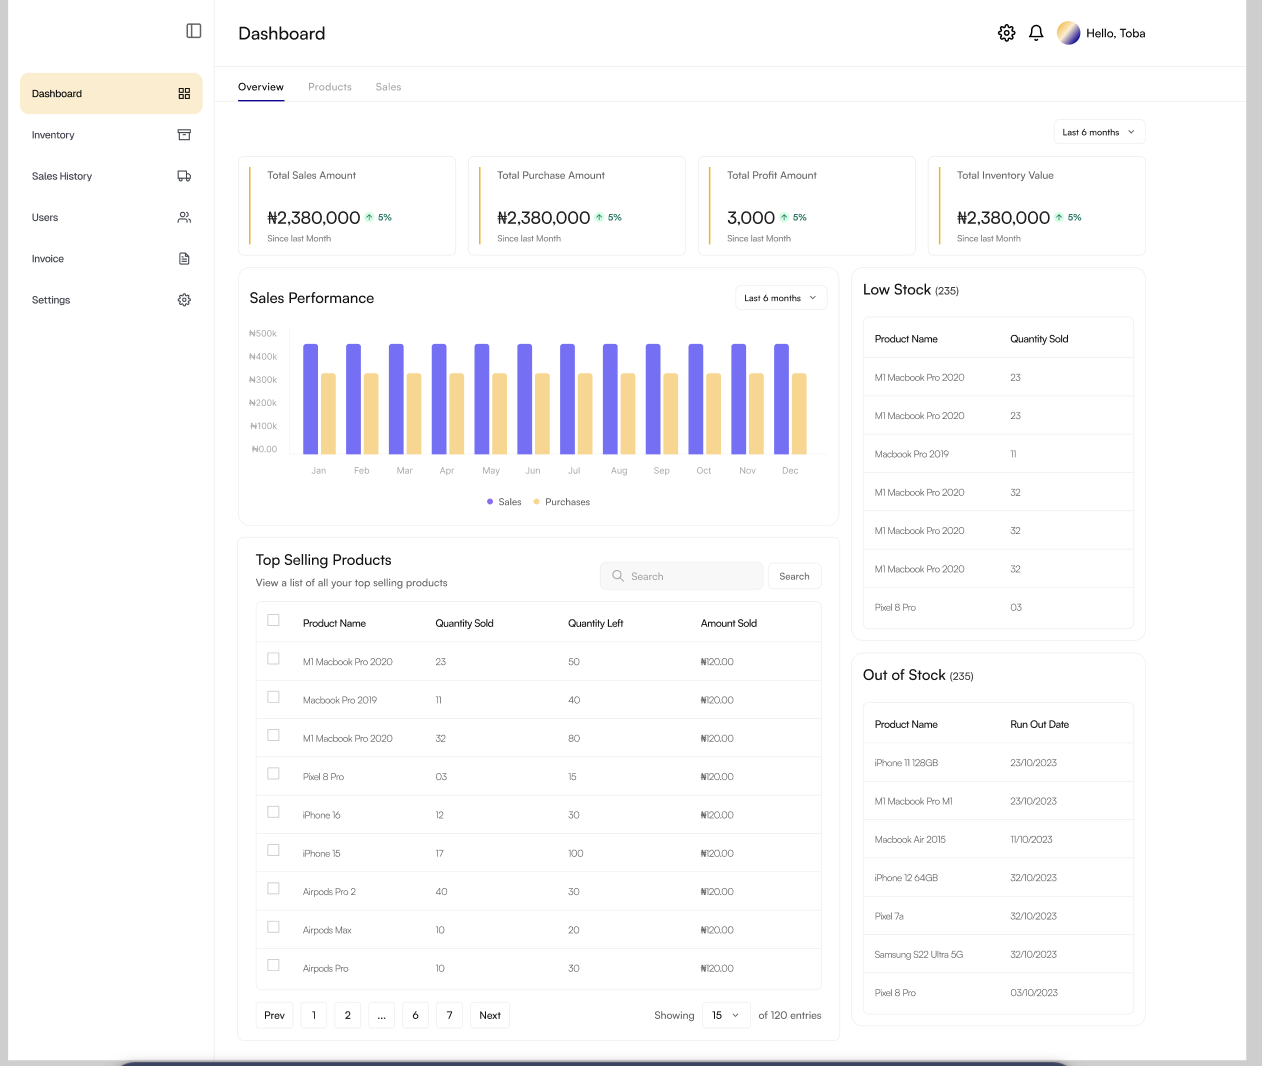 Dashboard
Hello, Toba
Dashboard
Inventory
Sales History
Users
Invoice
Settings
Overview Products Sales
Last 6 months
Total Sales Amount
₦2,380,000 5%
Since last Month
Total Purchase Amount
₦2,380,000 5%
Since last Month
Total Profit Amount
3,000 5%
Since last Month
Total Inventory Value
₦2,380,000 5%
Since last Month
Sales Performance
Last 6 months
₦500k
₦400k
₦300k
₦200k
₦100k
₦0.00
Jan Feb Mar Apr May Jun Jul Aug Sep Oct Nov Dec
Sales Purchases
Top Selling Products
View a list of all your top selling products
Search
Search
Product Name Quantity Sold Quantity Left Amount Sold
M1 Macbook Pro 2020 23 50 ₦120.00
Macbook Pro 2019 11 40 ₦120.00
M1 Macbook Pro 2020 32 80 ₦120.00
Pixel 8 Pro 03 15 ₦120.00
iPhone 16 12 30 ₦120.00
iPhone 15 17 100 ₦120.00
Airpods Pro 2 40 30 ₦120.00
Airpods Max 10 20 ₦120.00
Airpods Pro 10 30 ₦120.00
Prev 1 2 ... 6 7 Next
Showing 15 of 120 entries
Low Stock (235)
Product Name Quantity Sold
M1 Macbook Pro 2020 23
M1 Macbook Pro 2020 23
Macbook Pro 2019 11
M1 Macbook Pro 2020 32
M1 Macbook Pro 2020 32
M1 Macbook Pro 2020 32
Pixel 8 Pro 03
Out of Stock (235)
Product Name Run Out Date
iPhone 11 128GB 23/10/2023
M1 Macbook Pro M1 23/10/2023
Macbook Air 2015 11/10/2023
iPhone 12 64GB 32/10/2023
Pixel 7a 32/10/2023
Samsung S22 Ultra 5G 32/10/2023
Pixel 8 Pro 03/10/2023